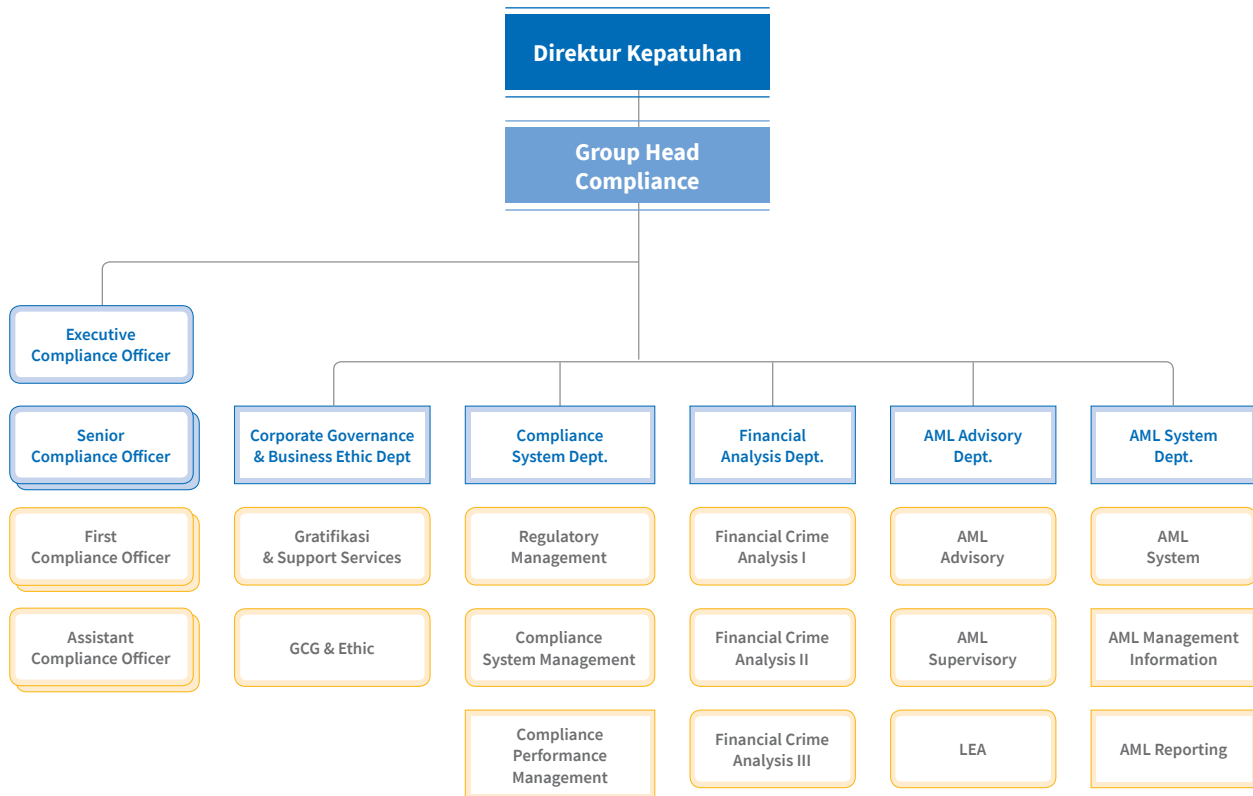 Direktur Kepatuhan
Group Head
Compliance
Executive
Compliance Officer
Senior
Compliance Officer
Corporate Governance
& Business Ethic Dept
Compliance
System Dept.
Financial
Analysis Dept.
AML Advisory
Dept.
AML System
Dept.
First
Compliance Officer
Gratifikasi
& Support Services
Regulatory
Management
Financial Crime
Analysis I
AML
Advisory
AML
System
Assistant
Compliance Officer
GCG & Ethic
Compliance
System Management
Financial Crime
Analysis II
AML
Supervisory
AML Management
Information
Compliance
Performance
Management
Financial Crime
Analysis III
LEA
AML Reporting